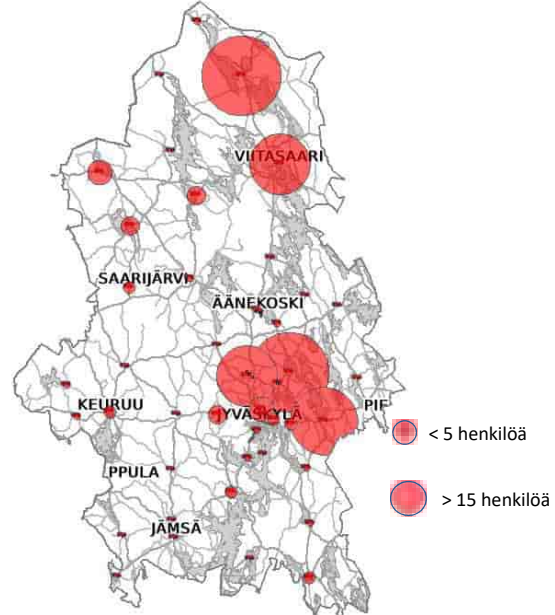 VIITASAARI
SAARIJÄRVI
ÄÄNEKOSKI
KEURUU
JYVÄSKYLÄ
PIE
< 5 henkilöä
> 15 henkilöä
PPULA
JÄMSÄ